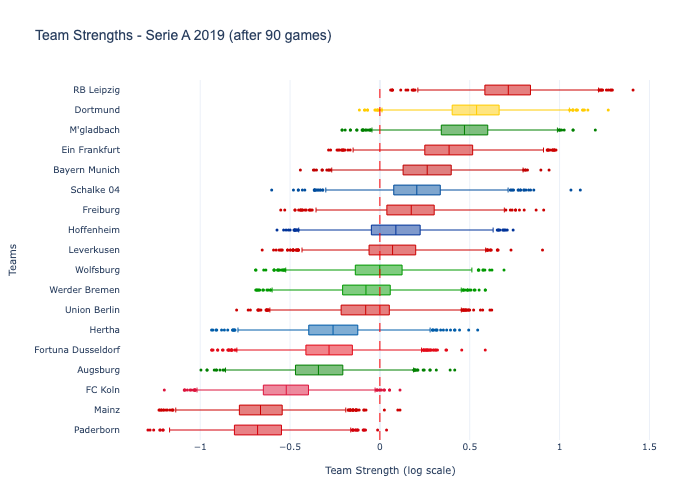 Team Strengths - Serie A 2019 (after 90 games)
RB Leipzig
Dortmund
M'gladbach
Ein Frankfurt
Bayern Munich
Schalke 04
Freiburg
Hoffenheim
Leverkusen
Wolfsburg
Werder Bremen
Union Berlin
Hertha
Fortuna Dusseldorf
Augsburg
FC Koln
Mainz
Paderborn
Teams
−1 −0.5 0 0.5 1 1.5
Team Strength (log scale)